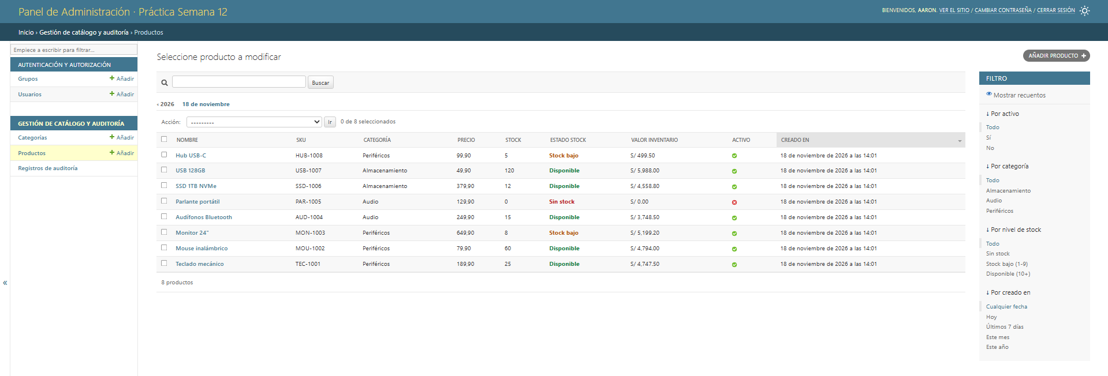 Panel de Administración · Práctica Semana 12
BIENVENIDOS, AARON. VER EL SITIO / CAMBIAR CONTRASEÑA / CERRAR SESIÓN
Inicio › Gestión de catálogo y auditoría › Productos
Empiece a escribir para filtrar...
AUTENTICACIÓN Y AUTORIZACIÓN
Grupos + Añadir
Usuarios + Añadir
GESTIÓN DE CATÁLOGO Y AUDITORÍA
Categorías + Añadir
Productos + Añadir
Registros de auditoría
«
Seleccione producto a modificar
AÑADIR PRODUCTO +
Buscar
‹ 2026 18 de noviembre
Acción: --------- Ir 0 de 8 seleccionados
NOMBRE SKU CATEGORÍA PRECIO STOCK ESTADO STOCK VALOR INVENTARIO ACTIVO CREADO EN
Hub USB-C HUB-1008 Periféricos 99,90 5 Stock bajo S/ 499.50 18 de noviembre de 2026 a las 14:01
USB 128GB USB-1007 Almacenamiento 49,90 120 Disponible S/ 5,988.00 18 de noviembre de 2026 a las 14:01
SSD 1TB NVMe SSD-1006 Almacenamiento 379,90 12 Disponible S/ 4,558.80 18 de noviembre de 2026 a las 14:01
Parlante portátil PAR-1005 Audio 129,90 0 Sin stock S/ 0.00 18 de noviembre de 2026 a las 14:01
Audífonos Bluetooth AUD-1004 Audio 249,90 15 Disponible S/ 3,748.50 18 de noviembre de 2026 a las 14:01
Monitor 24" MON-1003 Periféricos 649,90 8 Stock bajo S/ 5,199.20 18 de noviembre de 2026 a las 14:01
Mouse inalámbrico MOU-1002 Periféricos 79,90 60 Disponible S/ 4,794.00 18 de noviembre de 2026 a las 14:01
Teclado mecánico TEC-1001 Periféricos 189,90 25 Disponible S/ 4,747.50 18 de noviembre de 2026 a las 14:01
8 productos
FILTRO
Mostrar recuentos
↓ Por activo
Todo
Sí
No
↓ Por categoría
Todo
Almacenamiento
Audio
Periféricos
↓ Por nivel de stock
Todo
Sin stock
Stock bajo (1-9)
Disponible (10+)
↓ Por creado en
Cualquier fecha
Hoy
Últimos 7 días
Este mes
Este año